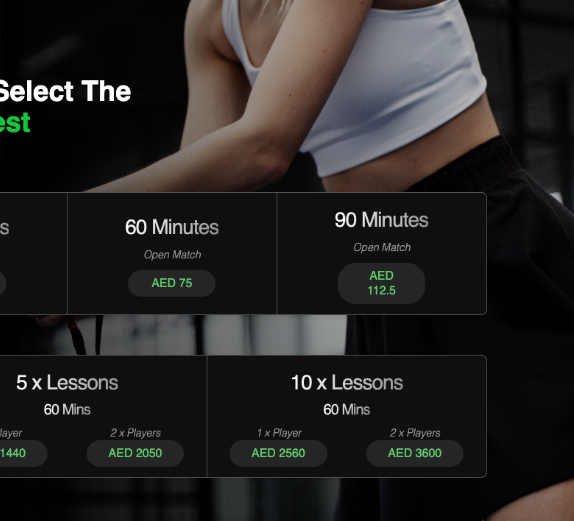 Select The
est
s
60 Minutes
Open Match
AED 75
90 Minutes
Open Match
AED
112.5
5 x Lessons
60 Mins
layer
1440
2 x Players
AED 2050
10 x Lessons
60 Mins
1 x Player
AED 2560
2 x Players
AED 3600